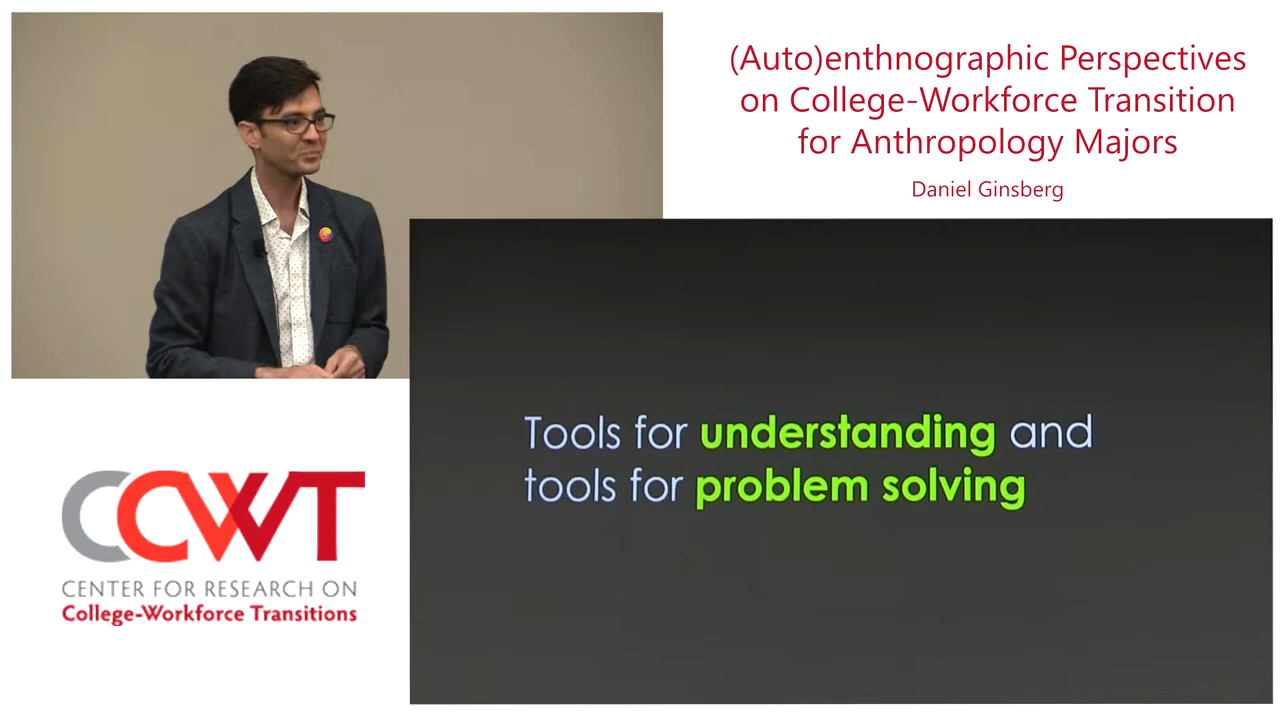 (Auto)enthnographic Perspectives
on College-Workforce Transition
for Anthropology Majors
Daniel Ginsberg
Tools for understanding and
tools for problem solving
CCWT
CENTER FOR RESEARCH ON
College-Workforce Transitions